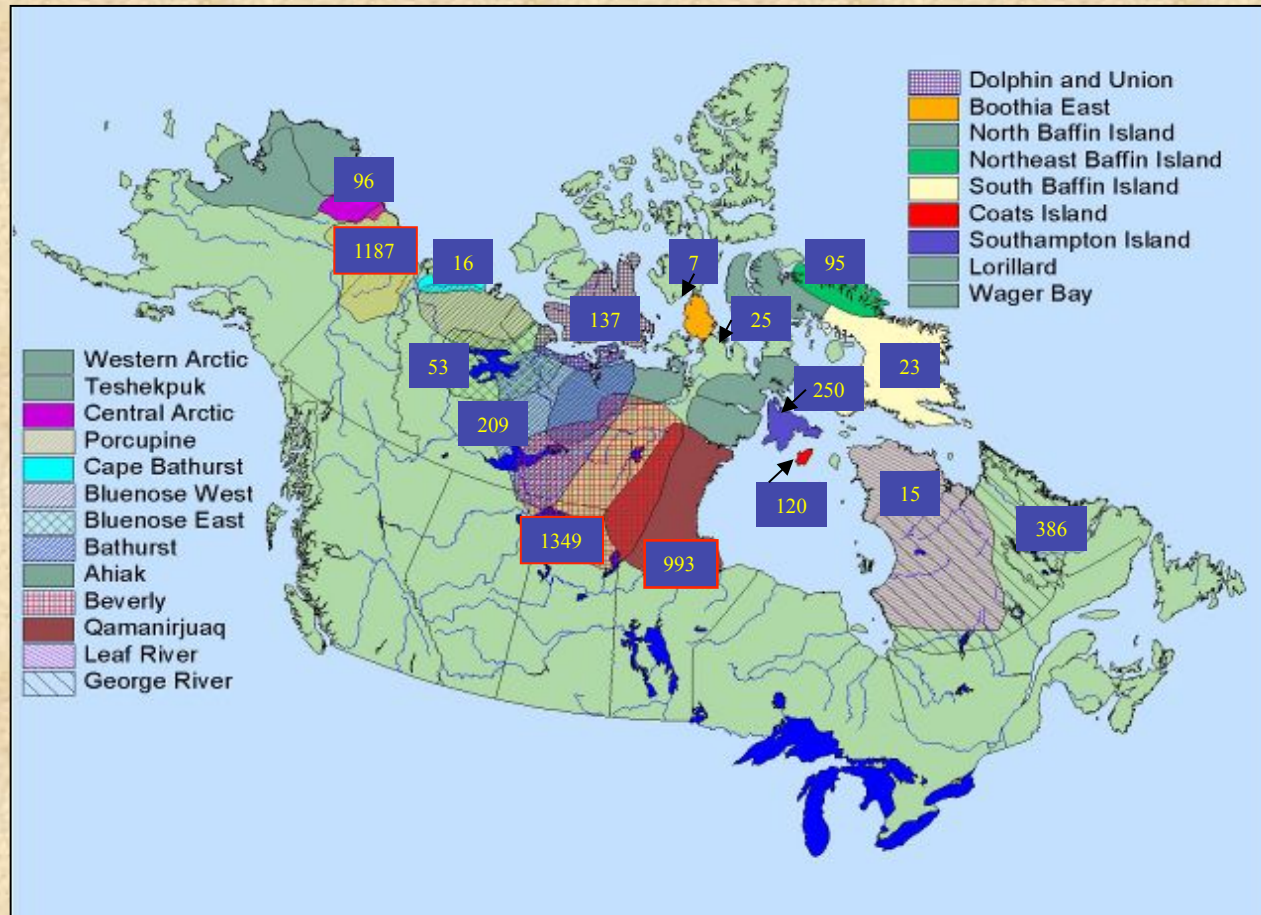 Dolphin and Union
Boothia East
North Baffin Island
Northeast Baffin Island
South Baffin Island
Coats Island
Southampton Island
Lorillard
Wager Bay
96
1187
16
7
95
137
25
53
23
250
209
120
15
386
1349
993
Western Arctic
Teshekpuk
Central Arctic
Porcupine
Cape Bathurst
Bluenose West
Bluenose East
Bathurst
Ahiak
Beverly
Qamanirjuaq
Leaf River
George River